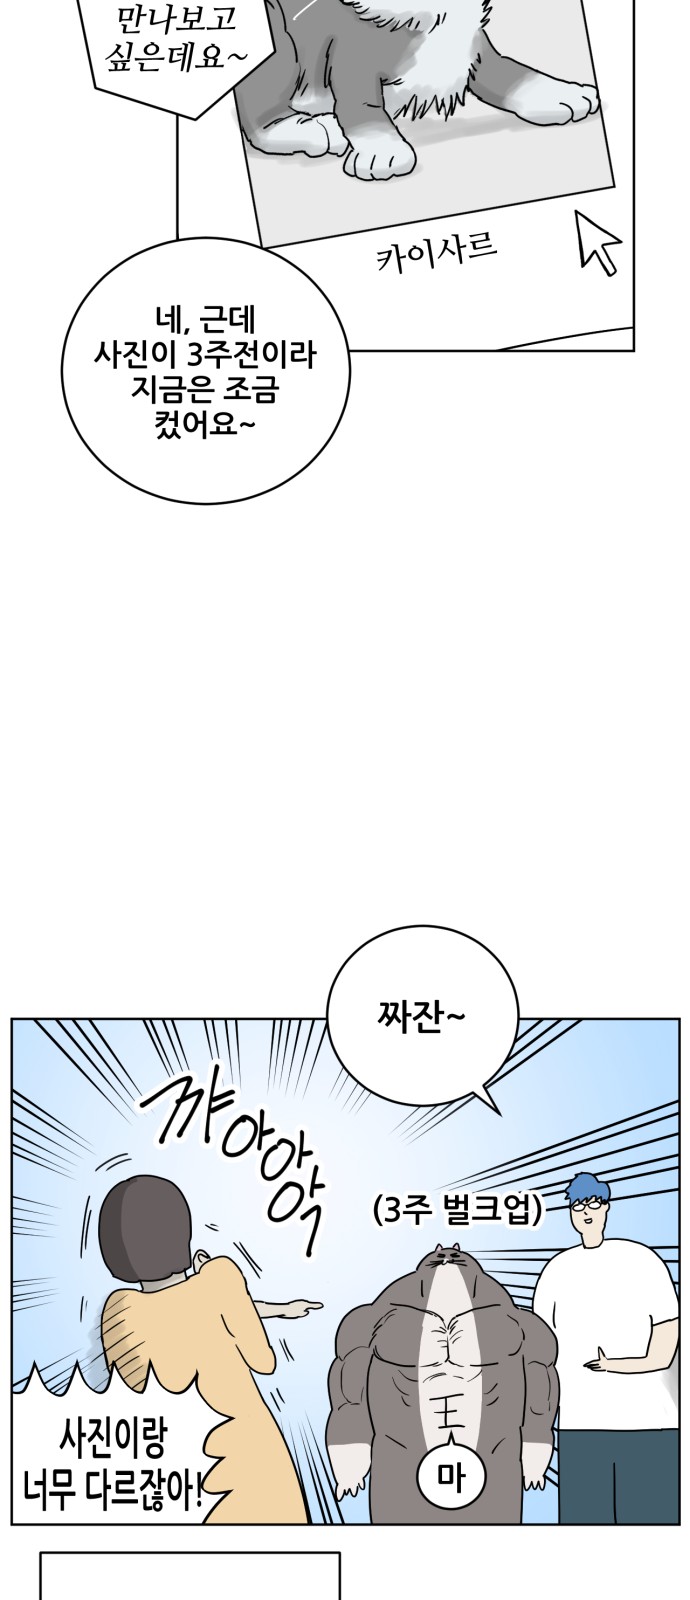 만나보고
싶은데요~
카이사르
네, 근데
사진이 3주전이라
지금은 조금
컸어요~
짜잔~
꺄아아악
(3주 벌크업)
王
마
사진이랑
너무 다르잖아!